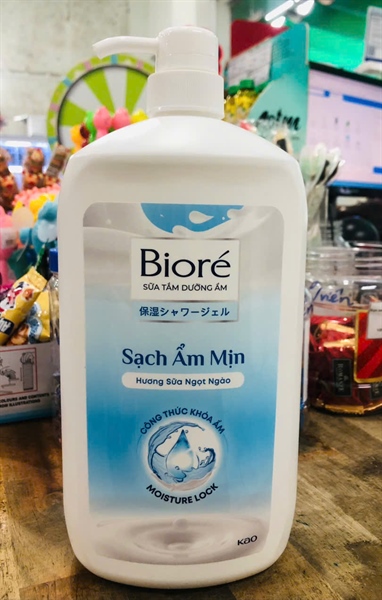 Bioré
SỮA TẮM DƯỠNG ẨM
保湿シャワージェル
Sạch Ẩm Mịn
Hương Sữa Ngọt Ngào
CÔNG THỨC KHÓA ẨM
MOISTURE LOCK
Kao